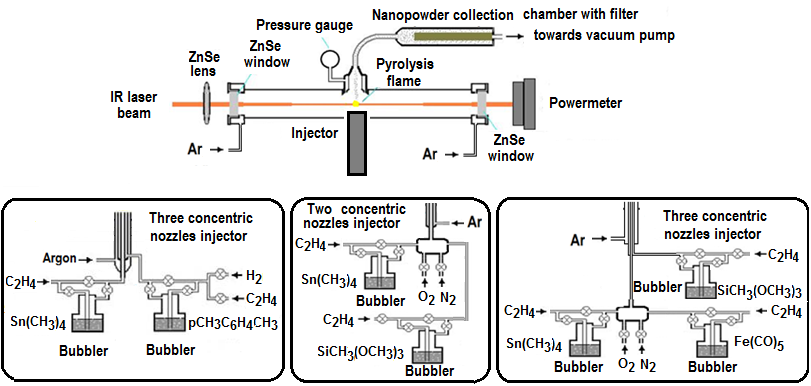 Nanopowder collection chamber with filter
Pressure gauge
towards vacuum pump
ZnSe
window
ZnSe
lens
Pyrolysis
flame
IR laser
beam
Powermeter
Injector
ZnSe
window
Ar
Ar
Three concentric
nozzles injector
Argon
C2H4
H2
C2H4
Sn(CH3)4
pCH3C6H4CH3
Bubbler
Bubbler
Two concentric
nozzles injector
Ar
C2H4
Sn(CH3)4
Bubbler
O2 N2
C2H4
SiCH3(OCH3)3
Bubbler
Three concentric
nozzles injector
Ar
C2H4
Bubbler
SiCH3(OCH3)3
C2H4
C2H4
Sn(CH3)4
Fe(CO)5
Bubbler
O2 N2
Bubbler